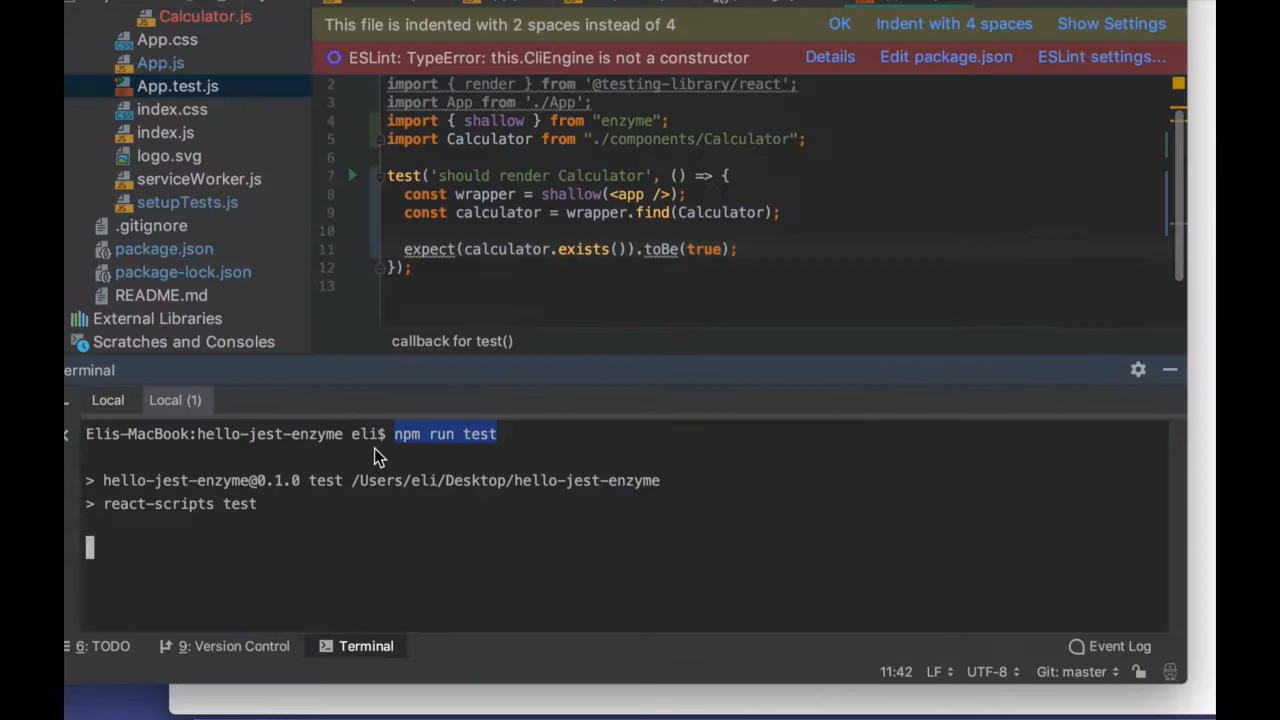 Calculator.js
App.css
App.js
App.test.js
index.css
index.js
logo.svg
serviceWorker.js
setupTests.js
.gitignore
package.json
package-lock.json
README.md
External Libraries
Scratches and Consoles
This file is indented with 2 spaces instead of 4 OK Indent with 4 spaces Show Settings
ESLint: TypeError: this.CliEngine is not a constructor Details Edit package.json ESLint settings...
2 import { render } from '@testing-library/react';
3 import App from './App';
4 import { shallow } from "enzyme";
5 import Calculator from "./components/Calculator";
6
7 test('should render Calculator', () => {
8 const wrapper = shallow(<app />);
9 const calculator = wrapper.find(Calculator);
10
11 expect(calculator.exists()).toBe(true);
12 });
13
callback for test()
erminal
Local Local (1)
Elis-MacBook:hello-jest-enzyme eli$ npm run test
> hello-jest-enzyme@0.1.0 test /Users/eli/Desktop/hello-jest-enzyme
> react-scripts test
6: TODO 9: Version Control Terminal Event Log
11:42 LF UTF-8 Git: master